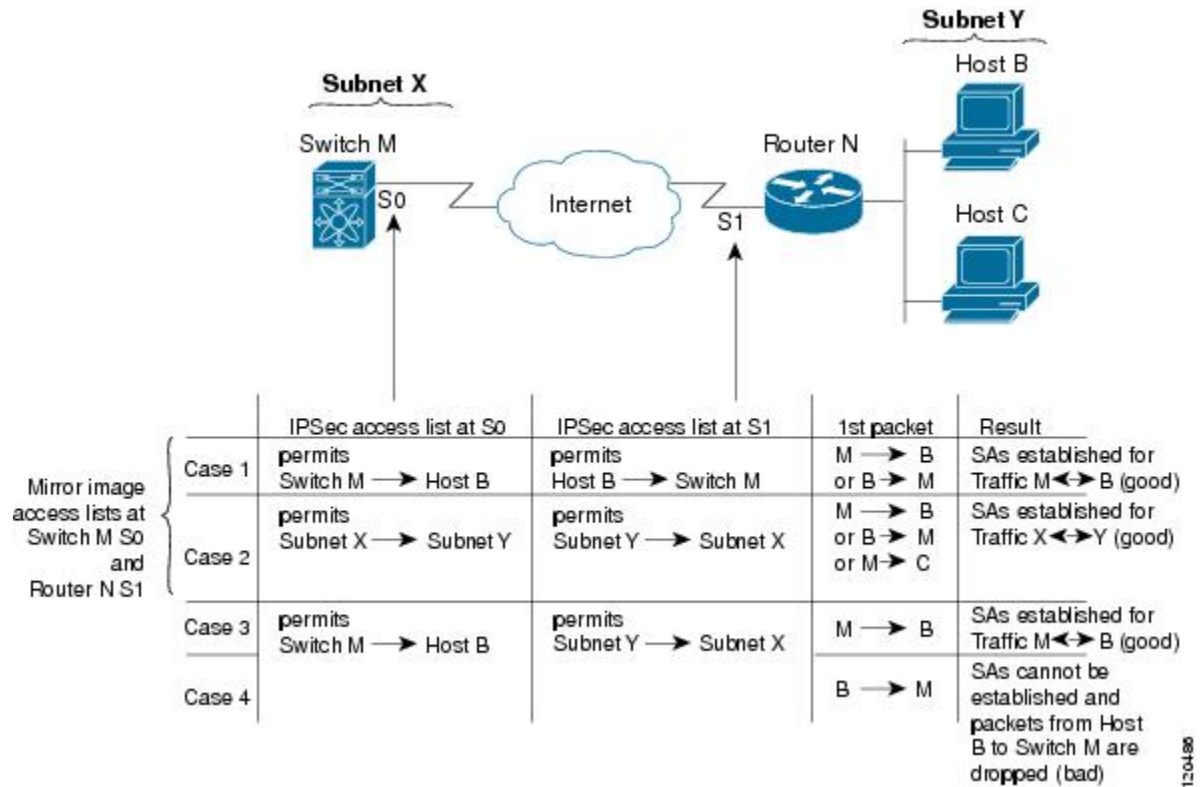 Subnet Y
Host B
Subnet X
Switch M
Router N
S0
Internet
S1
Host C
IPSec access list at S0
IPSec access list at S1
1st packet
Result
Mirror image
access lists at
Switch M S0
and
Router N S1
Case 1
permits
Switch M → Host B
permits
Host B → Switch M
M → B
or B → M
SAs established for
Traffic M ↔ B (good)
Case 2
permits
Subnet X → Subnet Y
permits
Subnet Y → Subnet X
M → B
or B → M
or M → C
SAs established for
Traffic X ↔ Y (good)
Case 3
permits
Switch M → Host B
permits
Subnet Y → Subnet X
M → B
SAs established for
Traffic M ↔ B (good)
Case 4
B → M
SAs cannot be
established and
packets from Host
B to Switch M are
dropped (bad)
120486